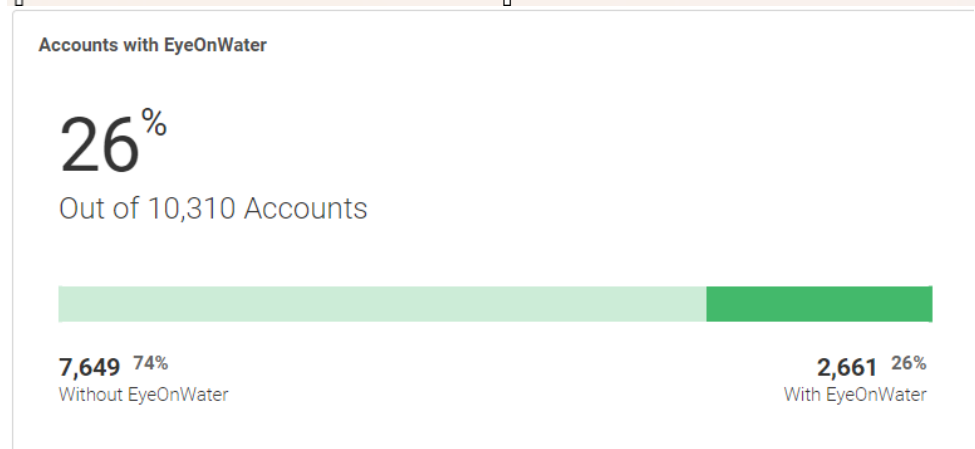 Accounts with EyeOnWater
26%
Out of 10,310 Accounts
7,649 74%
Without EyeOnWater
2,661 26%
With EyeOnWater